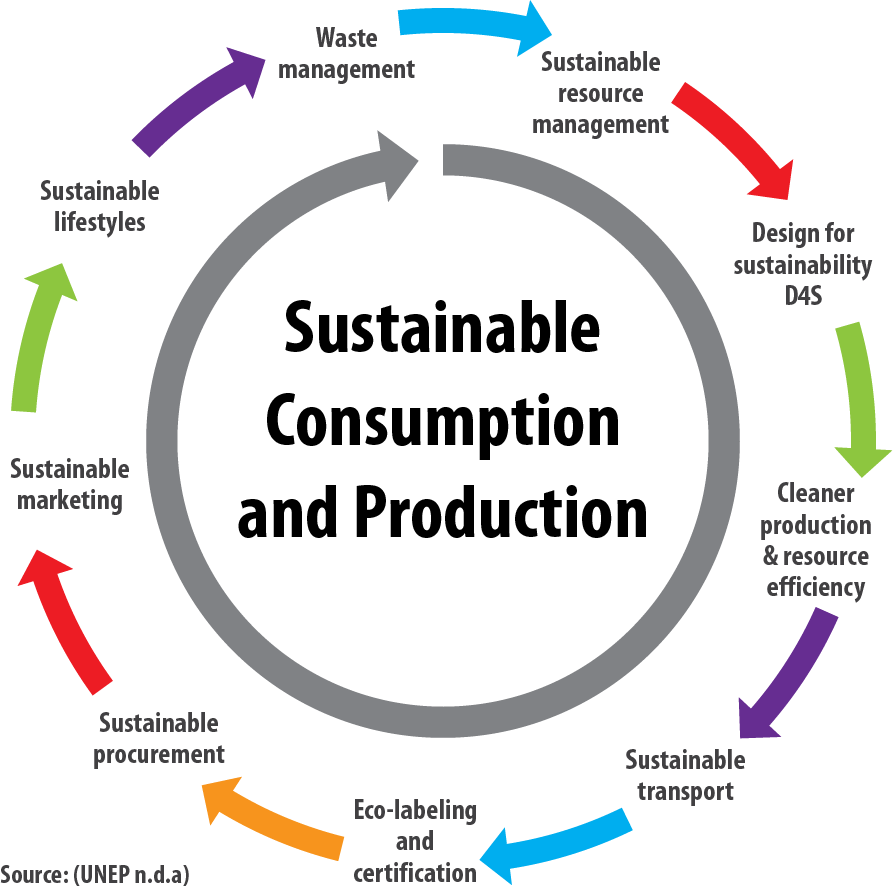 Waste
management
Sustainable
resource
management
Design for
sustainability
D4S
Cleaner
production
& resource
efficiency
Sustainable
transport
Eco-labeling
and
certification
Sustainable
procurement
Sustainable
marketing
Sustainable
lifestyles
Sustainable
Consumption
and Production
Source: (UNEP n.d.a)